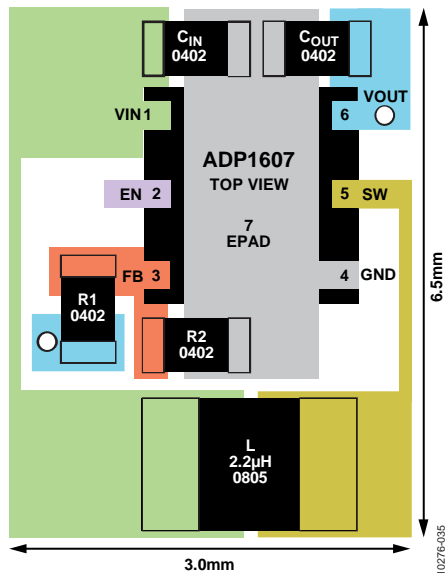 CIN
0402
COUT
0402
VOUT
VIN 1
6
ADP1607
TOP VIEW
EN 2
5 SW
7
EPAD
FB 3
4 GND
R1
0402
R2
0402
6.5mm
L
2.2µH
0805
3.0mm
10276-035